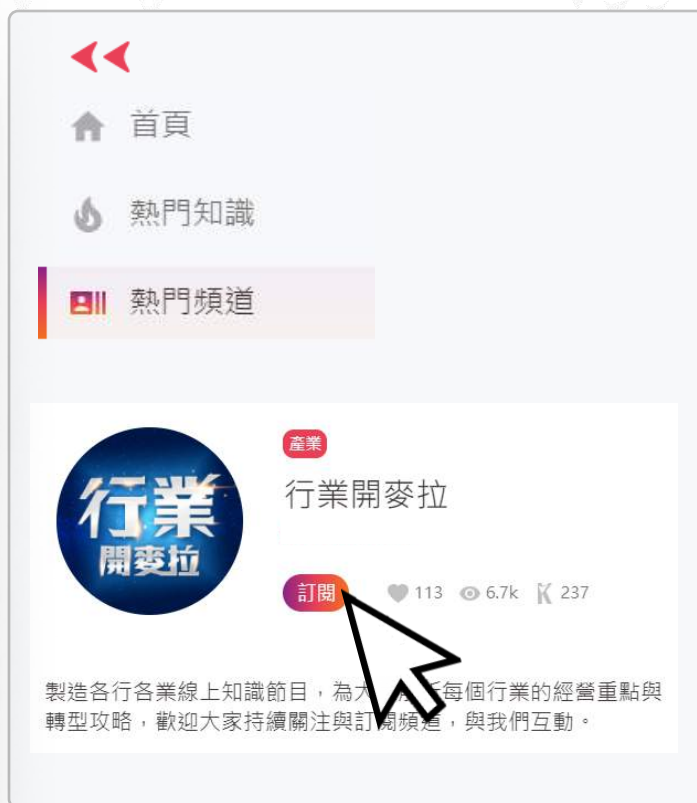 首頁
熱門知識
熱門頻道
產業
行業開麥拉
行業
開麥拉
訂閱 113 6.7k 237
製造各行各業線上知識節目，為大 析每個行業的經營重點與
轉型攻略，歡迎大家持續關注與訂閱頻道，與我們互動。